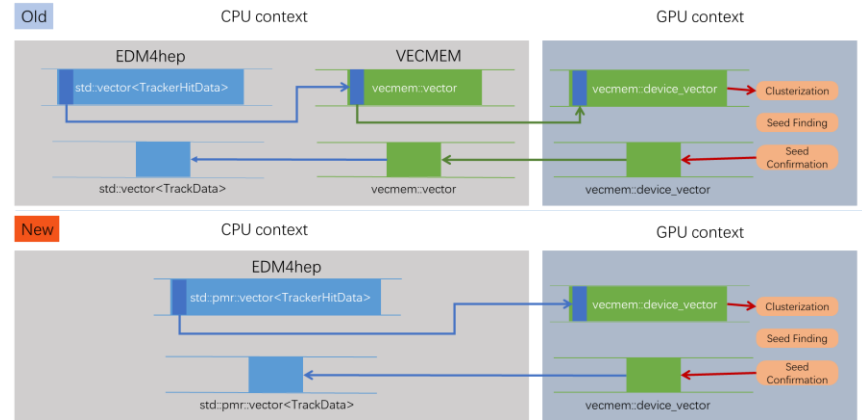 Old
CPU context
GPU context
EDM4hep
VECMEM
std::vector<TrackerHitData>
vecmem::vector
vecmem::device_vector
Clusterization
Seed Finding
Seed
Confirmation
std::vector<TrackData>
vecmem::vector
vecmem::device_vector
New
CPU context
GPU context
EDM4hep
std::pmr::vector<TrackerHitData>
vecmem::device_vector
Clusterization
Seed Finding
Seed
Confirmation
std::pmr::vector<TrackData>
vecmem::device_vector